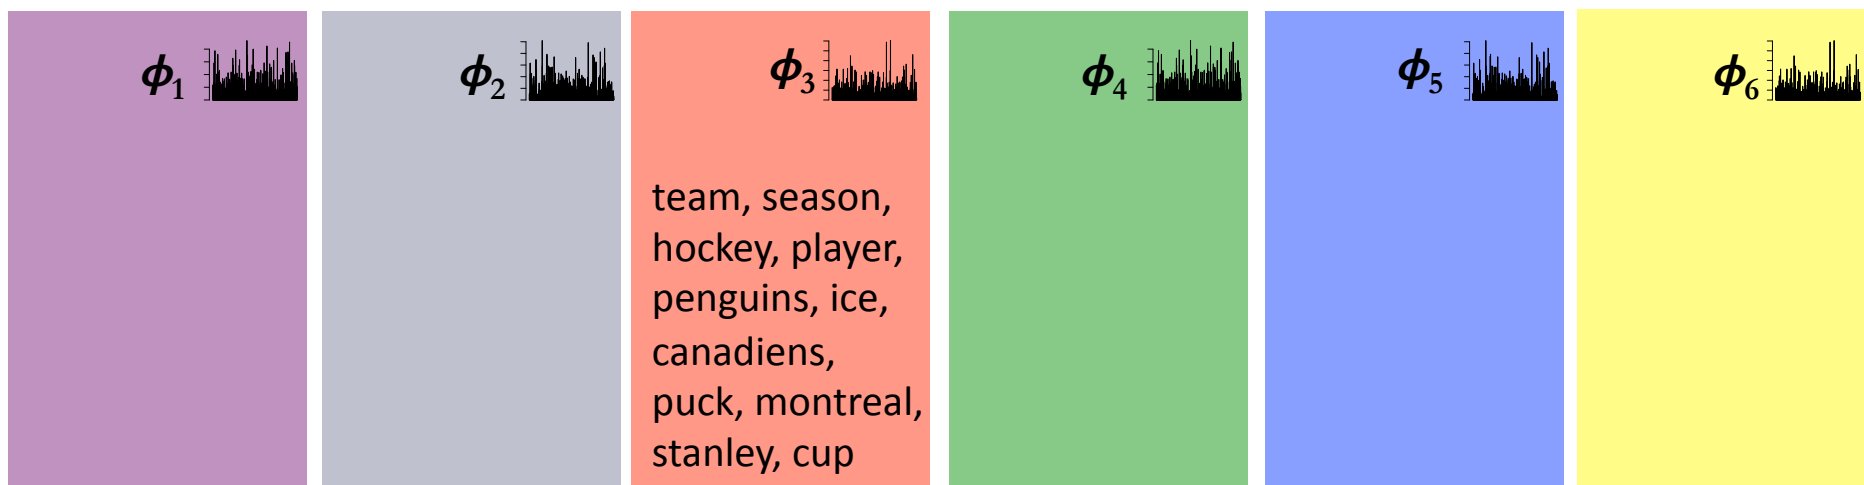 ϕ1 ϕ2 ϕ3 ϕ4 ϕ5 ϕ6
team, season,
hockey, player,
penguins, ice,
canadiens,
puck, montreal,
stanley, cup